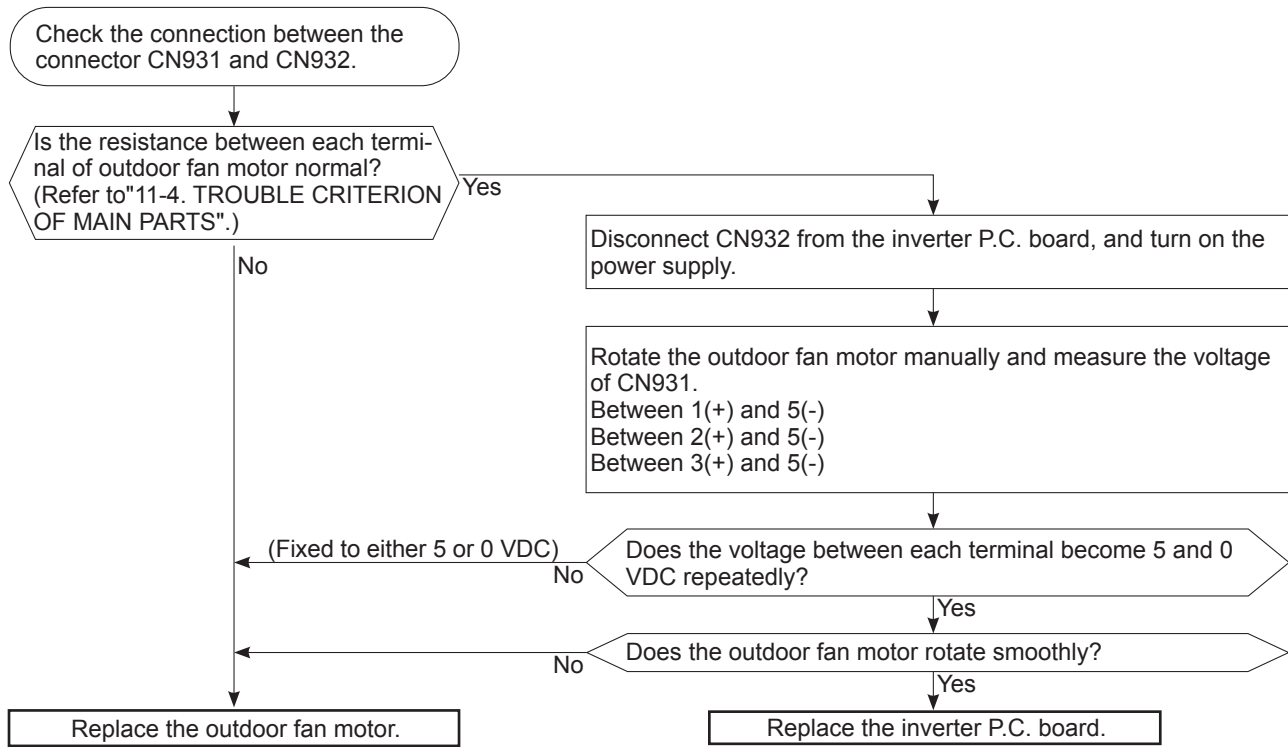 Check the connection between the
connector CN931 and CN932.
Is the resistance between each termi-
nal of outdoor fan motor normal?
(Refer to"11-4. TROUBLE CRITERION
OF MAIN PARTS".)
Yes
No
Disconnect CN932 from the inverter P.C. board, and turn on the
power supply.
Rotate the outdoor fan motor manually and measure the voltage
of CN931.
Between 1(+) and 5(-)
Between 2(+) and 5(-)
Between 3(+) and 5(-)
(Fixed to either 5 or 0 VDC)
No
Does the voltage between each terminal become 5 and 0
VDC repeatedly?
Yes
No
Does the outdoor fan motor rotate smoothly?
Yes
Replace the outdoor fan motor.
Replace the inverter P.C. board.